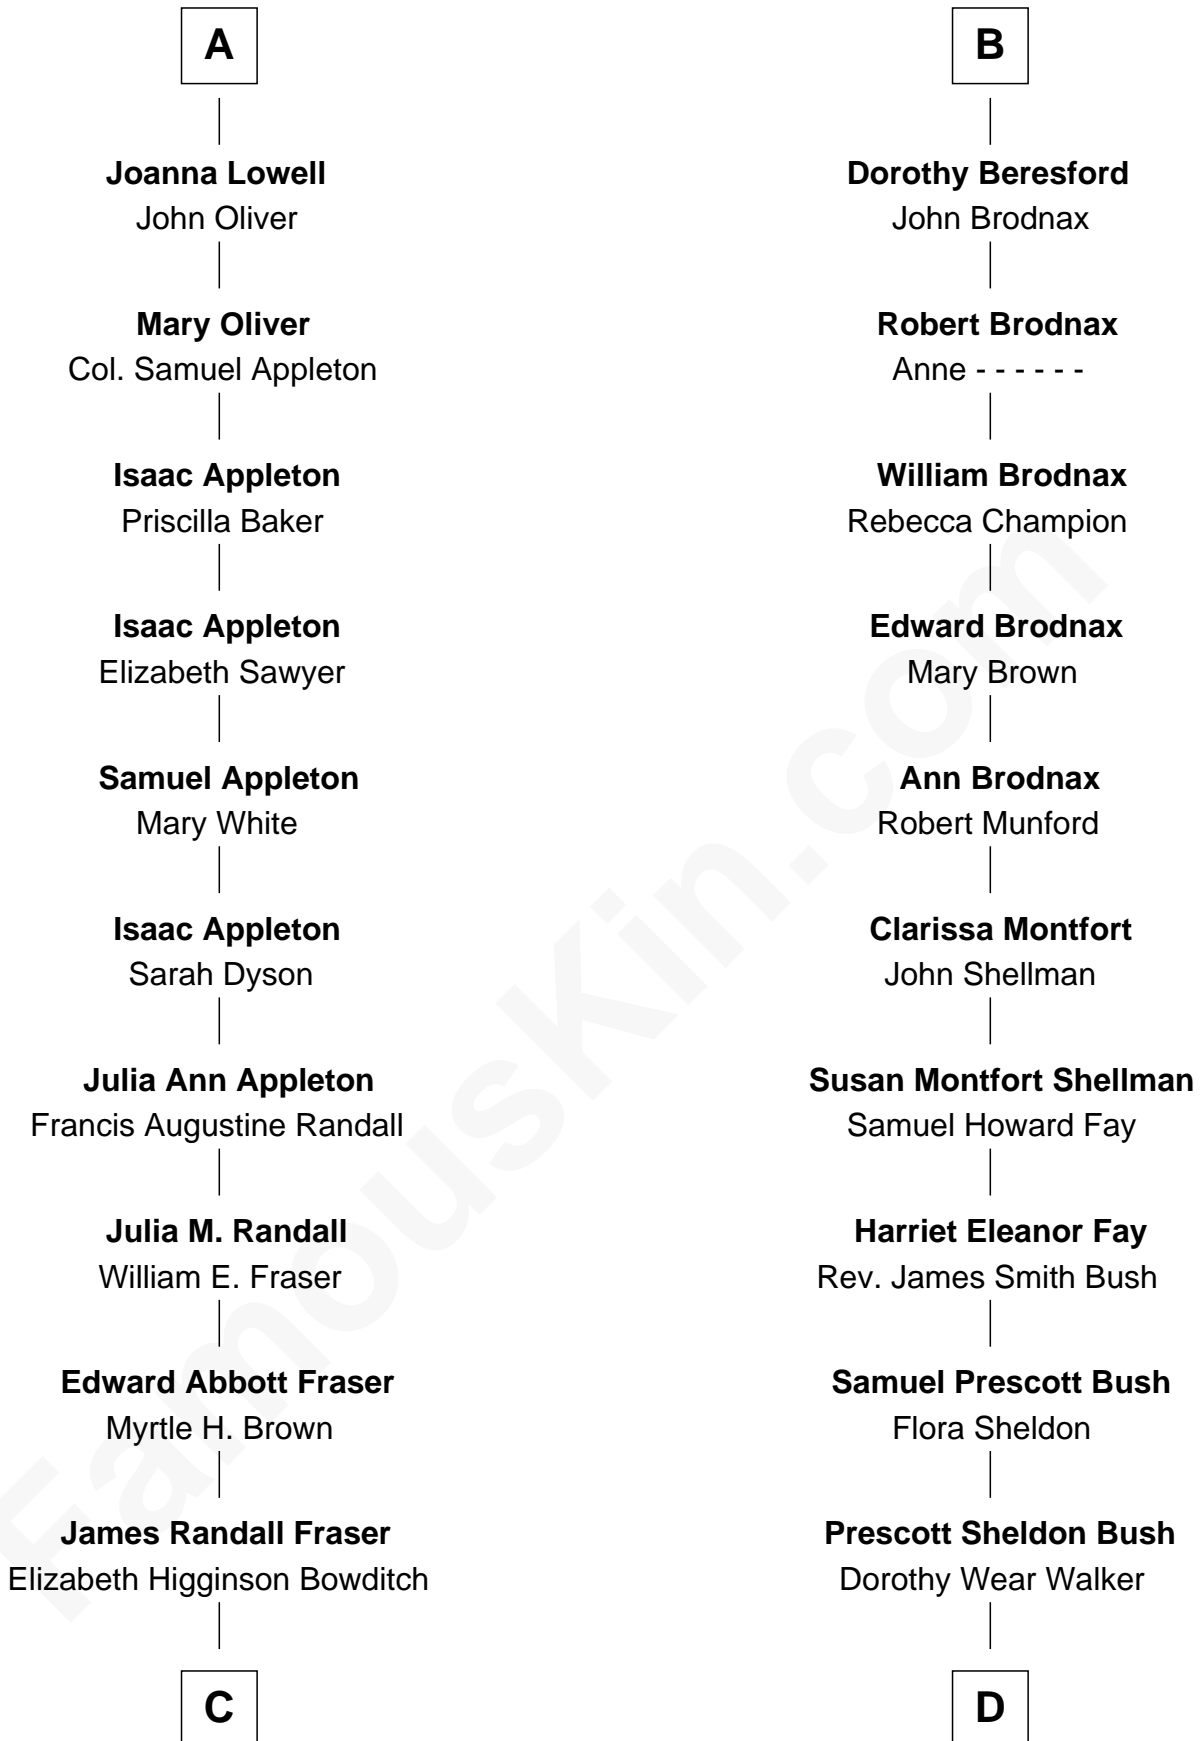 A
Joanna Lowell
John Oliver
Mary Oliver
Col. Samuel Appleton
Isaac Appleton
Priscilla Baker
Isaac Appleton
Elizabeth Sawyer
Samuel Appleton
Mary White
Isaac Appleton
Sarah Dyson
Julia Ann Appleton
Francis Augustine Randall
Julia M. Randall
William E. Fraser
Edward Abbott Fraser
Myrtle H. Brown
James Randall Fraser
Elizabeth Higginson Bowditch
C
B
Dorothy Beresford
John Brodnax
Robert Brodnax
Anne - - - - - -
William Brodnax
Rebecca Champion
Edward Brodnax
Mary Brown
Ann Brodnax
Robert Munford
Clarissa Montfort
John Shellman
Susan Montfort Shellman
Samuel Howard Fay
Harriet Eleanor Fay
Rev. James Smith Bush
Samuel Prescott Bush
Flora Sheldon
Prescott Sheldon Bush
Dorothy Wear Walker
D
FamousKin.com